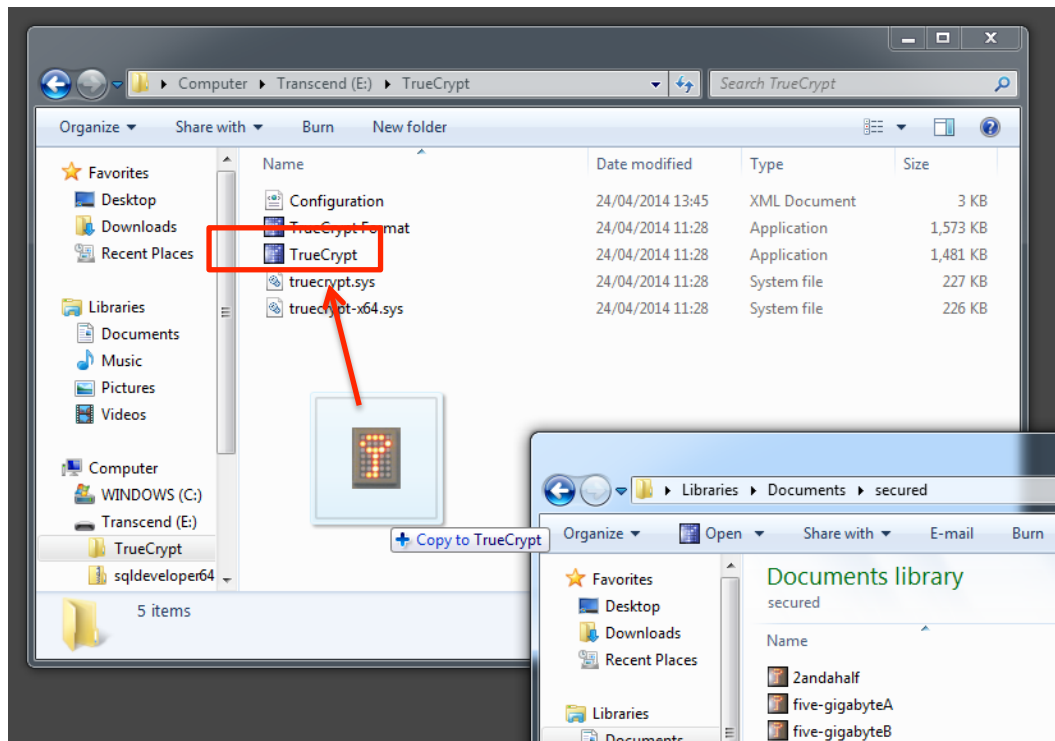 Computer ▸ Transcend (E:) ▸ TrueCrypt
Search TrueCrypt
Organize Share with Burn New folder
Favorites
Desktop
Downloads
Recent Places
Libraries
Documents
Music
Pictures
Videos
Computer
WINDOWS (C:)
Transcend (E:)
TrueCrypt
sqldeveloper64
Name Date modified Type Size
Configuration 24/04/2014 13:45 XML Document 3 KB
TrueCrypt Format 24/04/2014 11:28 Application 1,573 KB
TrueCrypt 24/04/2014 11:28 Application 1,481 KB
truecrypt.sys 24/04/2014 11:28 System file 227 KB
truecrypt-x64.sys 24/04/2014 11:28 System file 226 KB
Copy to TrueCrypt
5 items
Libraries ▸ Documents ▸ secured
Organize Open Share with E-mail Burn
Favorites
Desktop
Downloads
Recent Places
Libraries
Documents
Documents library
secured
Name
2andahalf
five-gigabyteA
five-gigabyteB